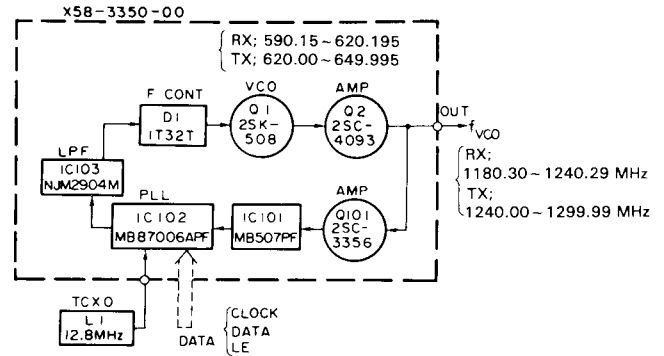 X58-3350-00
RX; 590.15~620.195
TX; 620.00~649.995
F CONT
D1
1T32T
VCO
Q1
2SK-
508
AMP
Q2
2SC-
4093
OUT
fVCO
RX;
1180.30~1240.29 MHz
TX;
1240.00~1299.99 MHz
LPF
IC103
NJM2904M
PLL
IC102
MB87006APF
IC101
MB507PF
AMP
Q101
2SC-
3356
TCXO
L1
12.8MHz
DATA
CLOCK
DATA
LE